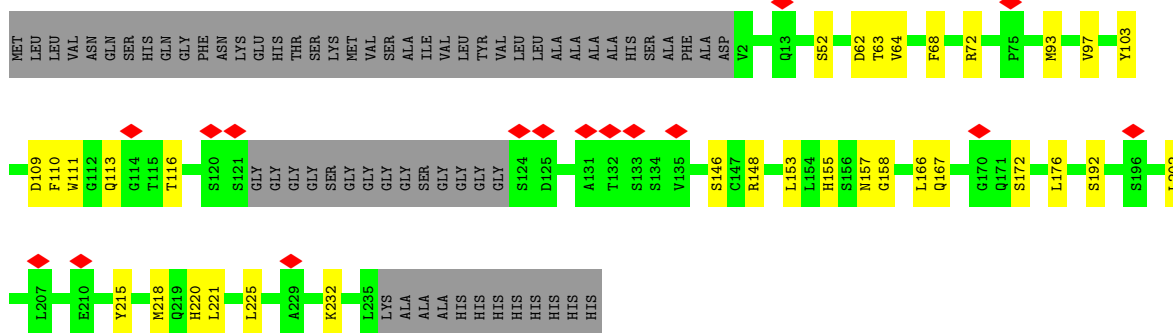 MET LEU LEU VAL ASN GLN SER HIS GLN GLY PHE ASN LYS GLU HIS THR SER LYS MET VAL SER ALA ILE VAL LEU TYR VAL LEU LEU ALA ALA ALA ALA HIS SER ALA PHE ALA ASP V2 Q13 S52 D62 T63 V64 F68 R72 P75 M93 V97 Y103
D109 F110 W111 G112 Q113 G114 T115 T116 S120 S121 GLY GLY GLY GLY SER GLY GLY GLY GLY SER GLY GLY GLY GLY S124 D125 A131 T132 S133 S134 V135 S146 C147 R148 L153 L154 H155 S156 N157 G158 L166 Q167 G170 Q171 S172 L176 S192 S196
L207 E210 Y215 M218 Q219 H220 L221 L225 A229 K232 L235 LYS ALA ALA ALA HIS HIS HIS HIS HIS HIS HIS HIS